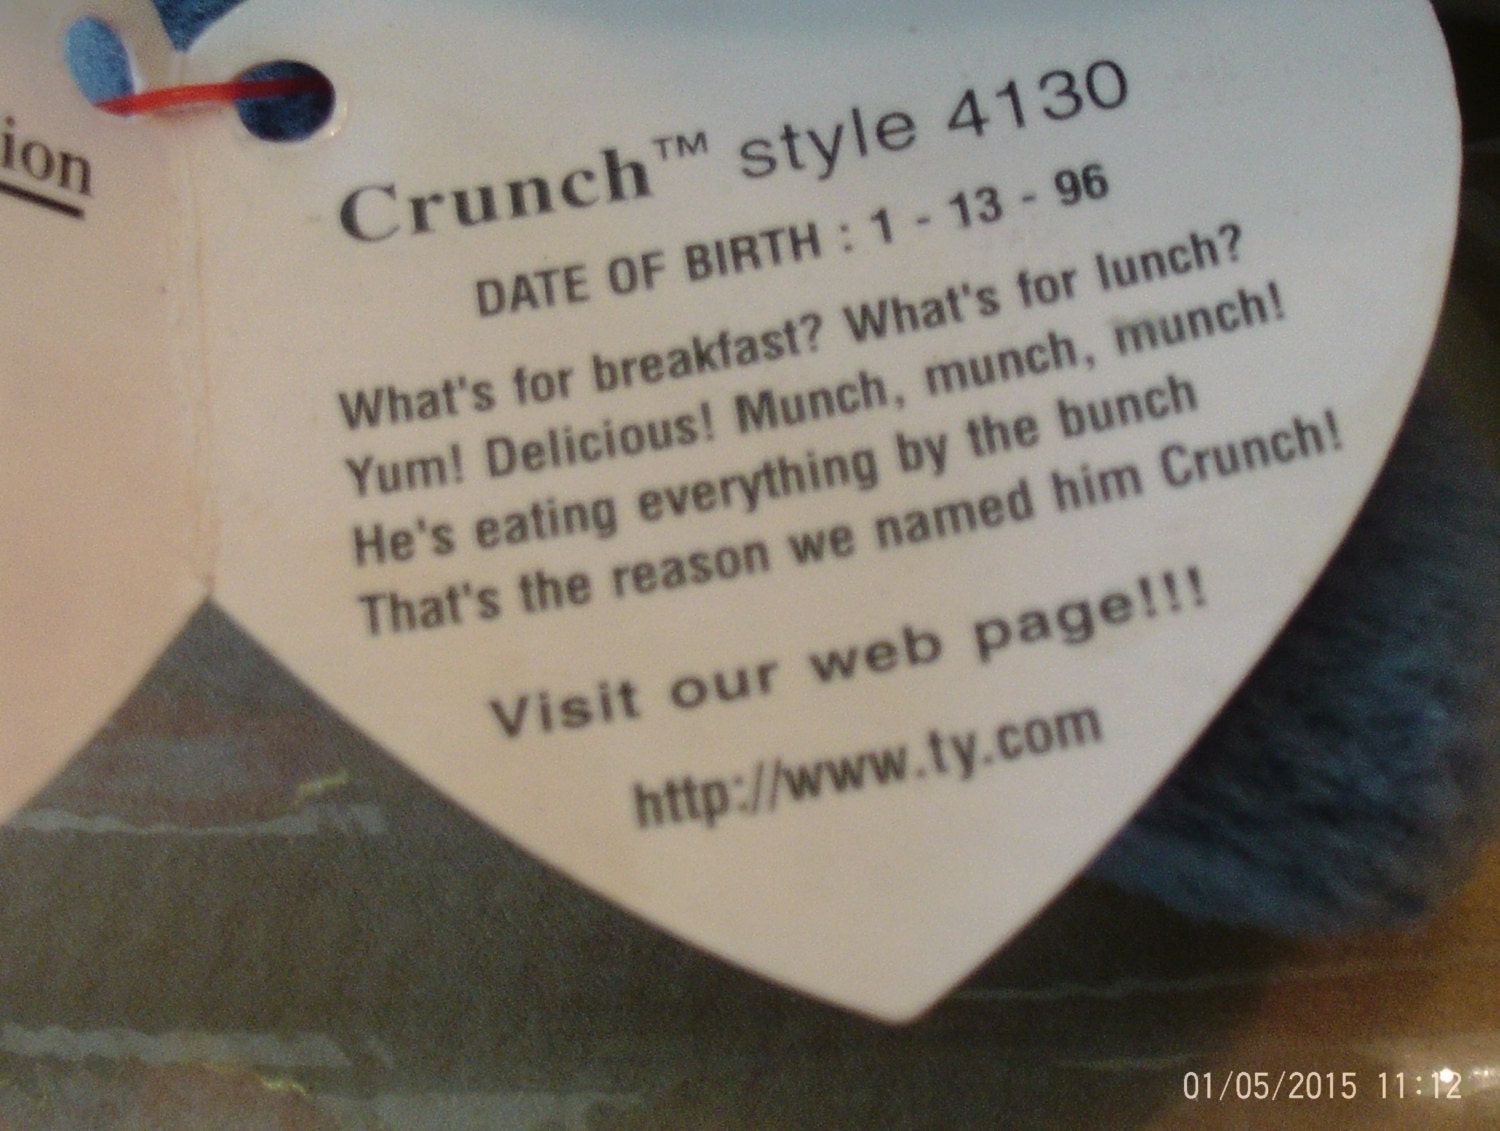 ion
Crunch™ style 4130
DATE OF BIRTH : 1 - 13 - 96
What's for breakfast? What's for lunch?
Yum! Delicious! Munch, munch, munch!
He's eating everything by the bunch
That's the reason we named him Crunch!
Visit our web page!!!
http://www.ty.com
01/05/2015 11:12